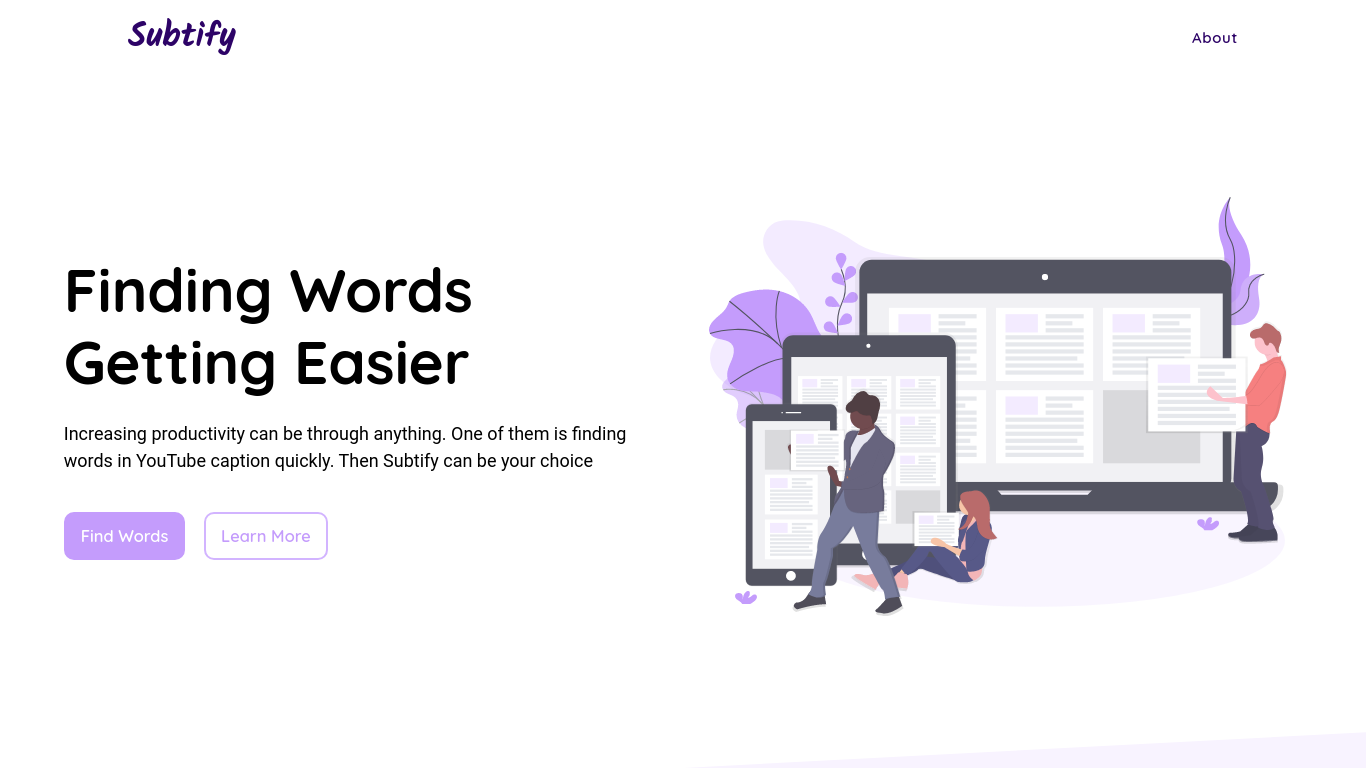 Subtify
About
Finding Words
Getting Easier
Increasing productivity can be through anything. One of them is finding
words in YouTube caption quickly. Then Subtify can be your choice
Find Words
Learn More